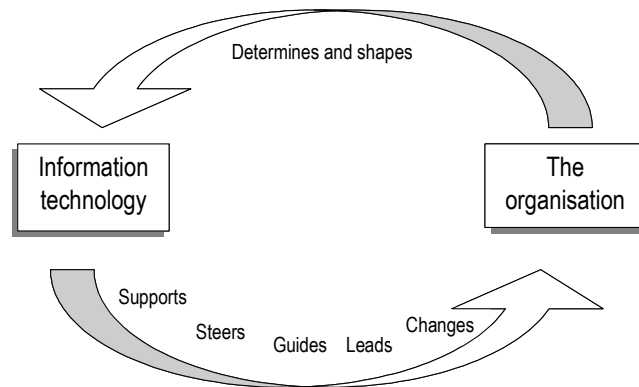 Determines and shapes
Information
technology
The
organisation
Supports
Steers
Guides
Leads
Changes